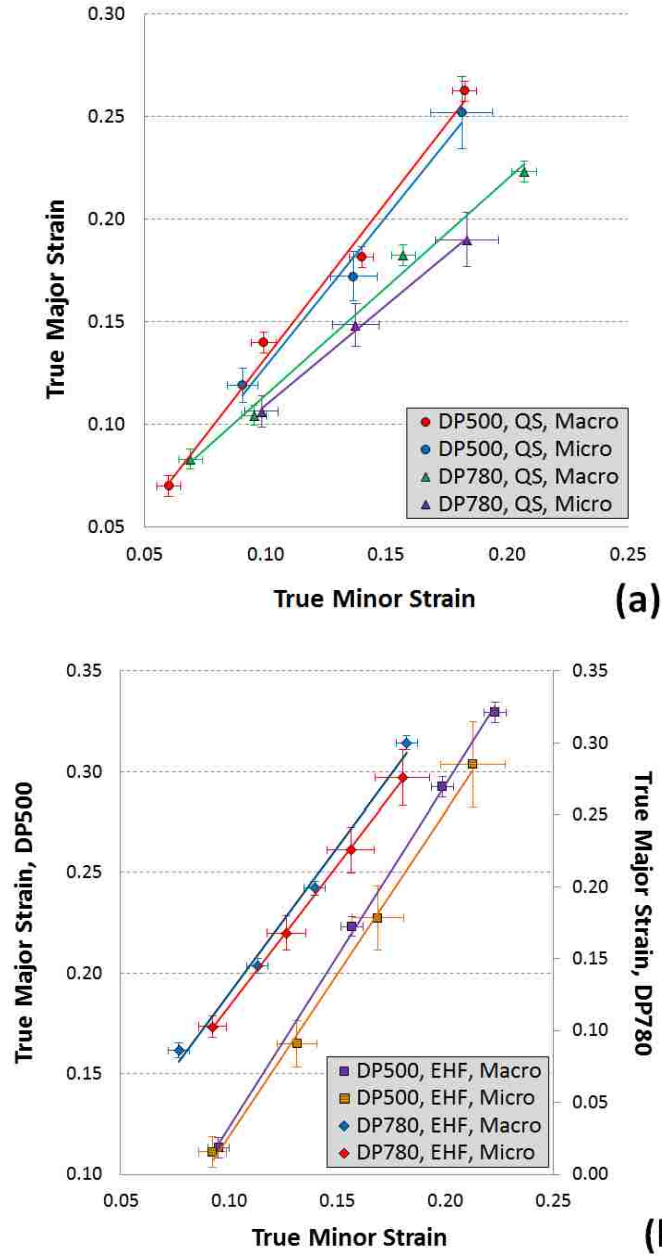 0.30
0.25
0.20
0.15
0.10
0.05
True Major Strain
DP500, QS, Macro
DP500, QS, Micro
DP780, QS, Macro
DP780, QS, Micro
0.05 0.10 0.15 0.20 0.25
True Minor Strain
(a)
0.35
0.30
0.25
0.20
0.15
0.10
True Major Strain, DP500
0.35
0.30
0.25
0.20
0.15
0.10
0.05
0.00
True Major Strain, DP780
DP500, EHF, Macro
DP500, EHF, Micro
DP780, EHF, Macro
DP780, EHF, Micro
0.05 0.10 0.15 0.20 0.25
True Minor Strain